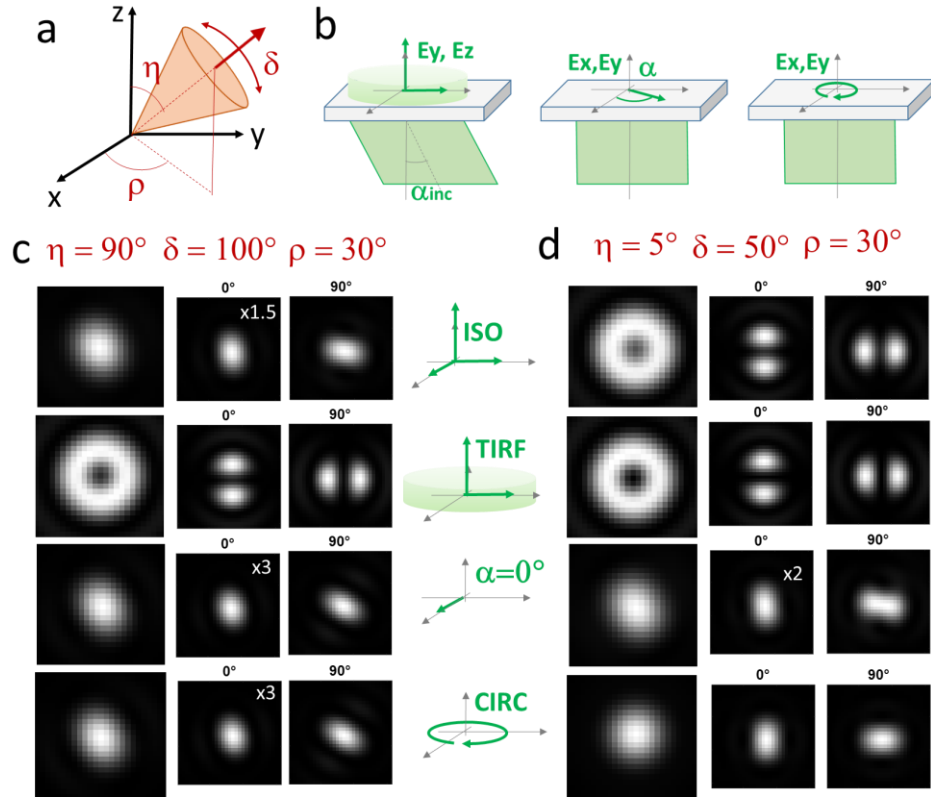 a
z
η
δ
y
x
ρ
b
Ey, Ez
αinc
Ex,Ey
α
Ex,Ey
c
η = 90° δ = 100° ρ = 30°
0°
90°
x1.5
ISO
0°
90°
TIRF
0°
90°
x3
α=0°
0°
90°
x3
CIRC
d
η = 5° δ = 50° ρ = 30°
0°
90°
0°
90°
0°
90°
x2
0°
90°